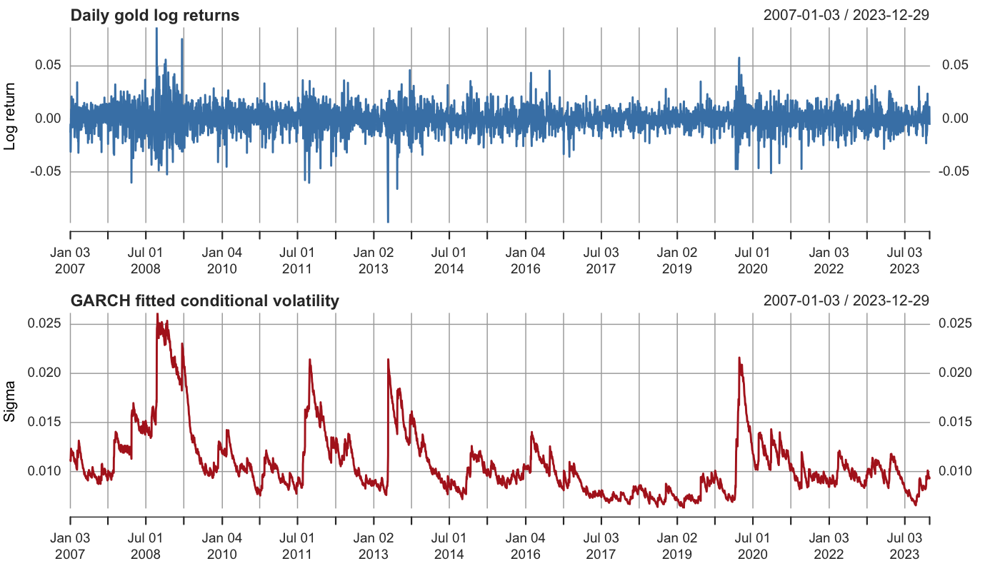 Daily gold log returns 2007-01-03 / 2023-12-29
0.05 0.05
0.00 0.00
-0.05 -0.05
Log return
Jan 03 Jul 01 Jan 04 Jul 01 Jan 02 Jul 01 Jan 04 Jul 03 Jan 02 Jul 01 Jan 03 Jul 03
2007 2008 2010 2011 2013 2014 2016 2017 2019 2020 2022 2023
GARCH fitted conditional volatility 2007-01-03 / 2023-12-29
0.025 0.025
0.020 0.020
0.015 0.015
0.010 0.010
Sigma
Jan 03 Jul 01 Jan 04 Jul 01 Jan 02 Jul 01 Jan 04 Jul 03 Jan 02 Jul 01 Jan 03 Jul 03
2007 2008 2010 2011 2013 2014 2016 2017 2019 2020 2022 2023